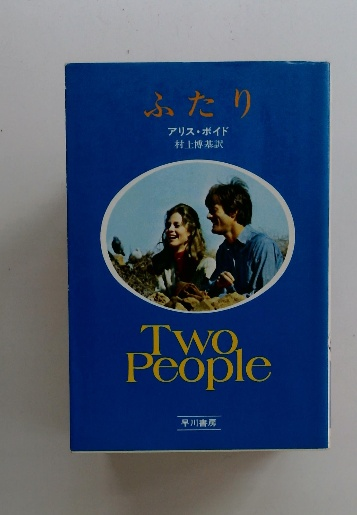 ふたり
アリス・ボイド
村上博基訳
Two
People
早川書房